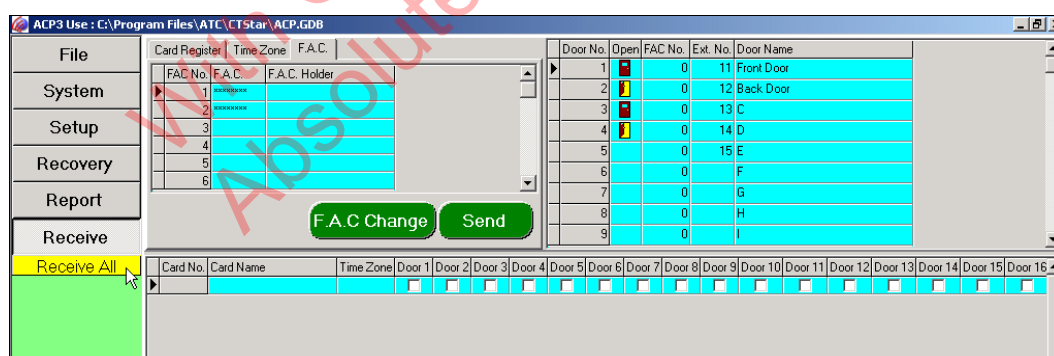 ACP3 Use : C:\Program Files\ATC\CTStar\ACP.GDB
File
System
Setup
Recovery
Report
Receive
Receive All
Card Register Time Zone F.A.C.
FAC No. F.A.C. F.A.C. Holder
1 ××××××××
2 ××××××××
3
4
5
6
F.A.C Change Send
Door No. Open FAC No. Ext. No. Door Name
1 0 11 Front Door
2 0 12 Back Door
3 0 13 C
4 0 14 D
5 0 15 E
6 0 F
7 0 G
8 0 H
9 0 I
Card No. Card Name Time Zone Door 1 Door 2 Door 3 Door 4 Door 5 Door 6 Door 7 Door 8 Door 9 Door 10 Door 11 Door 12 Door 13 Door 14 Door 15 Door 16
With
Absolute